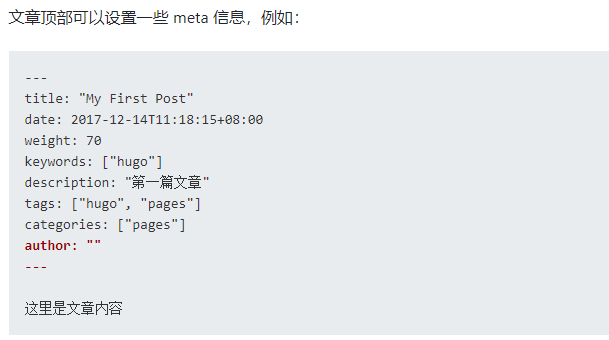 文章顶部可以设置一些 meta 信息，例如：
---
title: "My First Post"
date: 2017-12-14T11:18:15+08:00
weight: 70
keywords: ["hugo"]
description: "第一篇文章"
tags: ["hugo", "pages"]
categories: ["pages"]
author: ""
---
这里是文章内容